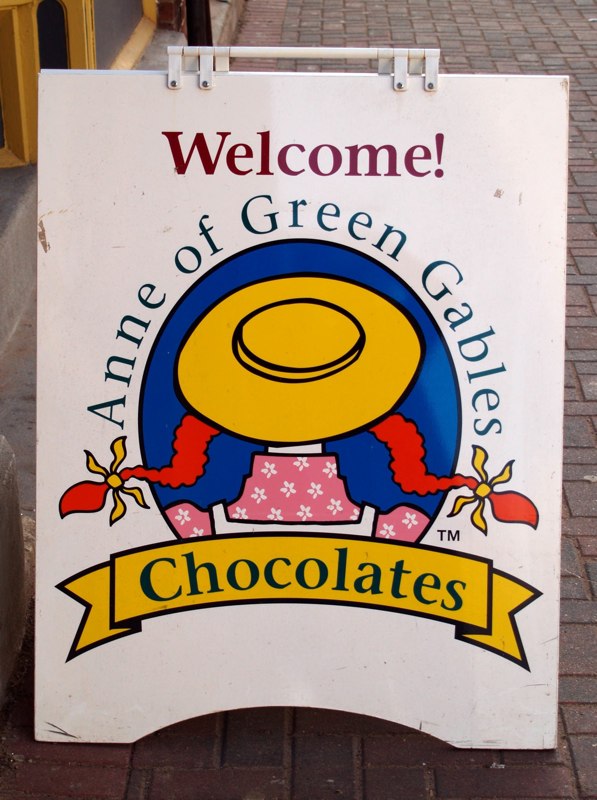 Welcome!
Anne of Green Gables
TM
Chocolates